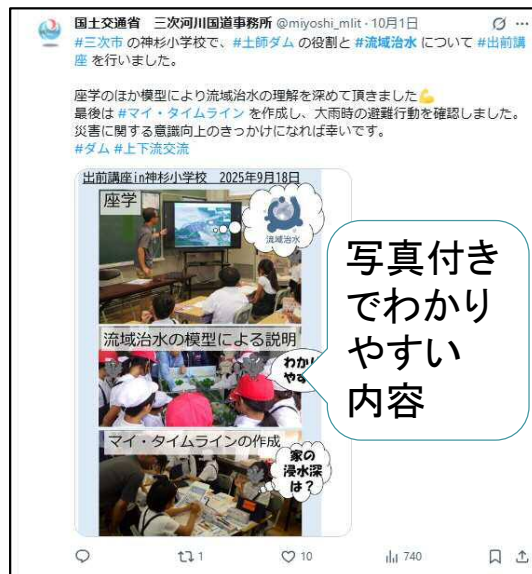 国土交通省 三次河川国道事務所 @miyoshi_mlit・10月1日
#三次市 の神杉小学校で、#土師ダム の役割と #流域治水 について #出前講
座 を行いました。
座学のほか模型により流域治水の理解を深めて頂きました💪
最後は #マイ・タイムライン を作成し、大雨時の避難行動を確認しました。
災害に関する意識向上のきっかけになれば幸いです。
#ダム #上下流交流
出前講座in神杉小学校 2025年9月18日
座学
流域治水
流域治水の模型による説明
わかり
やす
マイ・タイムラインの作成
家の
浸水深
は?
写真付き
でわかり
やすい
内容
1
10
740